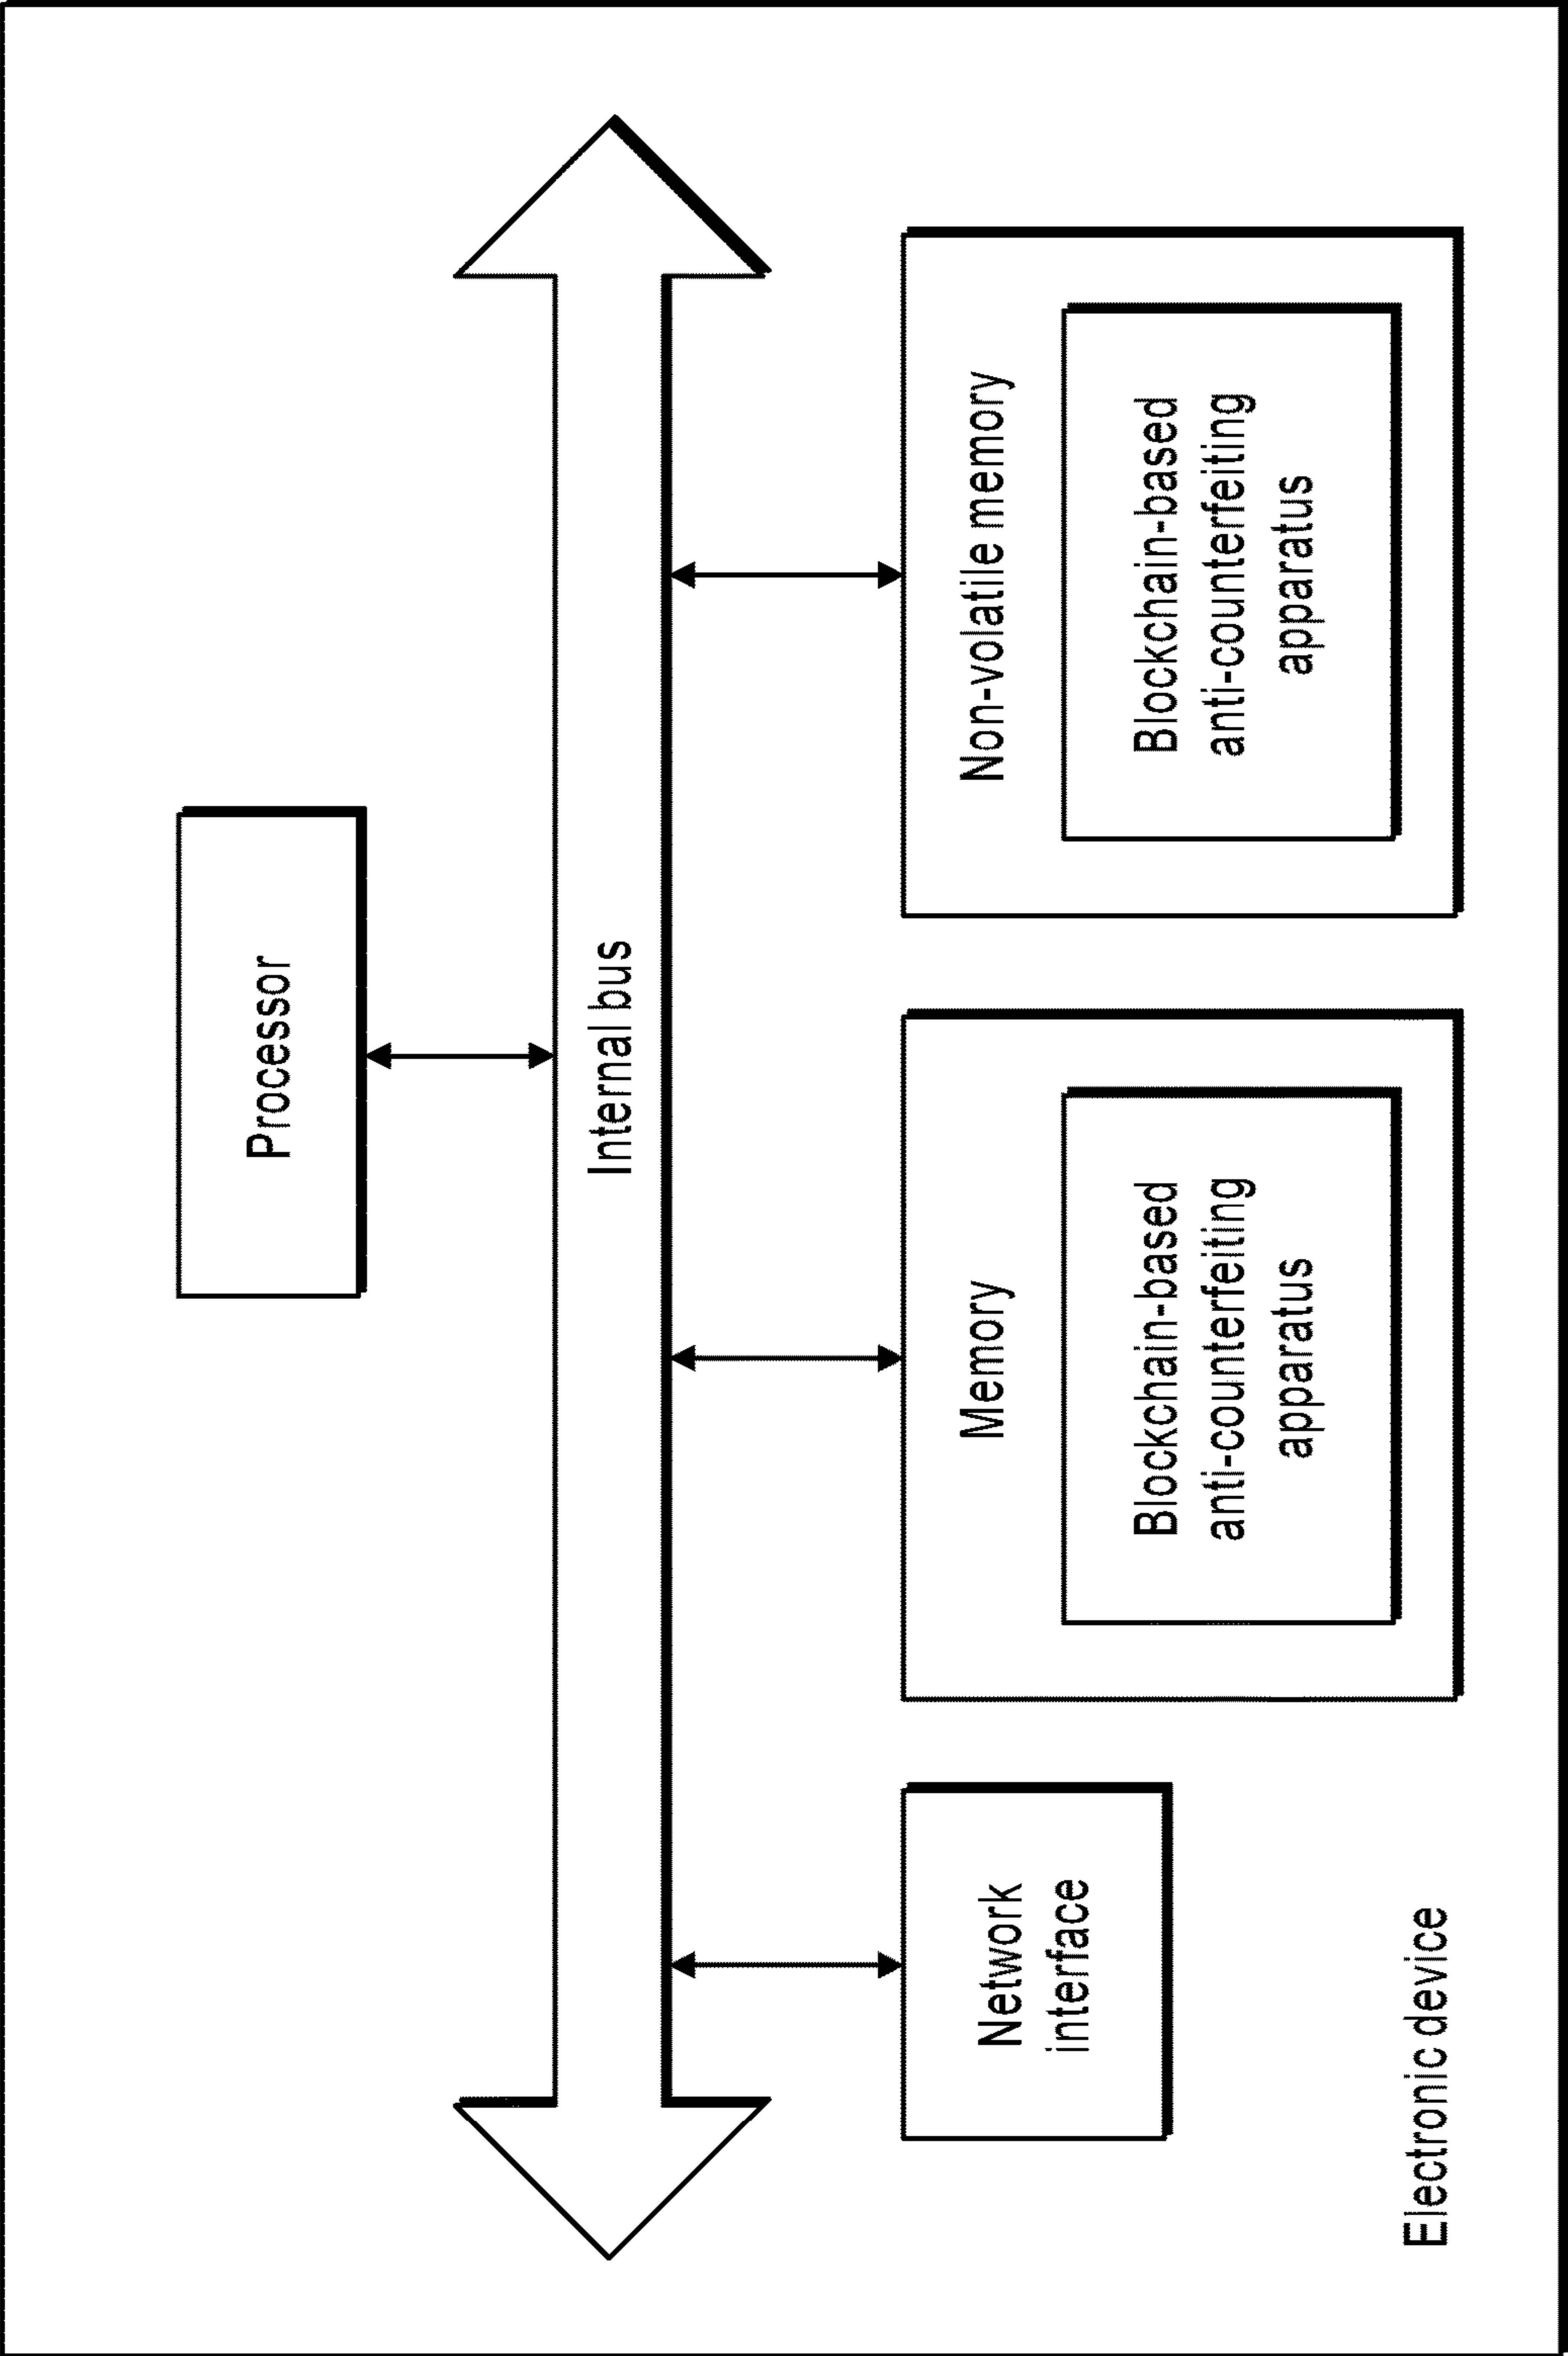 Processor
Internal bus
Network
interface
Memory
Blockchain-based
anti-counterfeiting
apparatus
Non-volatile memory
Blockchain-based
anti-counterfeiting
apparatus
Electronic device